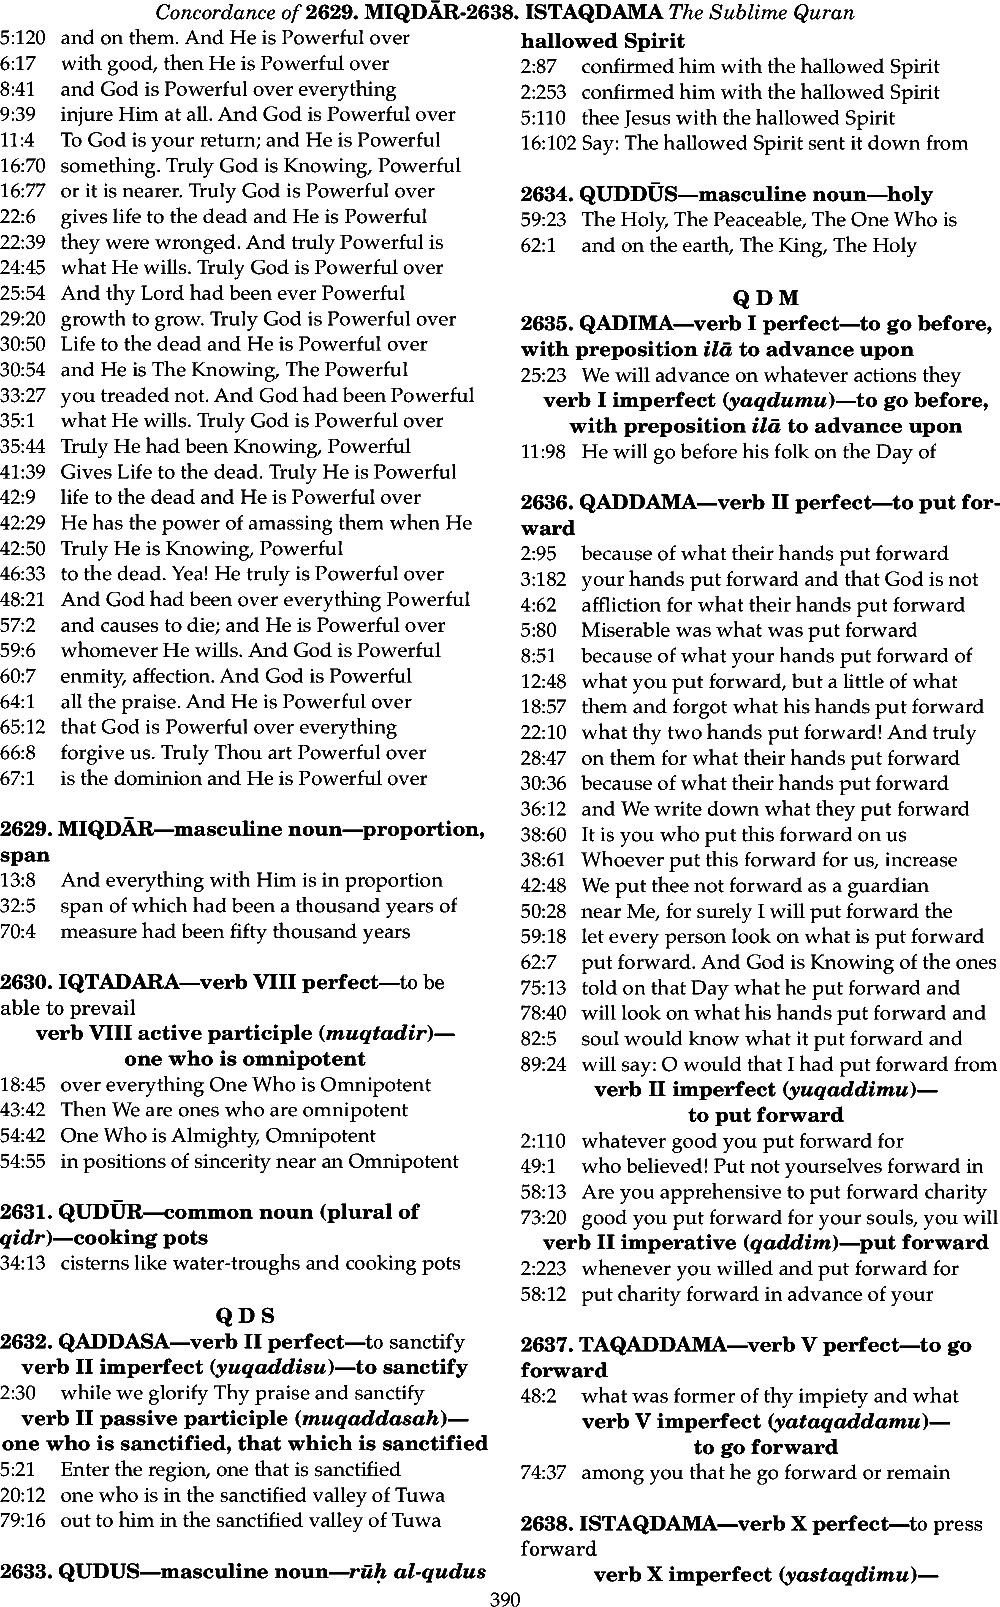 Concordance of 2629. MIQDĀR-2638. ISTAQDAMA The Sublime Quran
5:120 and on them. And He is Powerful over
6:17 with good, then He is Powerful over
8:41 and God is Powerful over everything
9:39 injure Him at all. And God is Powerful over
11:4 To God is your return; and He is Powerful
16:70 something. Truly God is Knowing, Powerful
16:77 or it is nearer. Truly God is Powerful over
22:6 gives life to the dead and He is Powerful
22:39 they were wronged. And truly Powerful is
24:45 what He wills. Truly God is Powerful over
25:54 And thy Lord had been ever Powerful
29:20 growth to grow. Truly God is Powerful over
30:50 Life to the dead and He is Powerful over
30:54 and He is The Knowing, The Powerful
33:27 you treaded not. And God had been Powerful
35:1 what He wills. Truly God is Powerful over
35:44 Truly He had been Knowing, Powerful
41:39 Gives Life to the dead. Truly He is Powerful
42:9 life to the dead and He is Powerful over
42:29 He has the power of amassing them when He
42:50 Truly He is Knowing, Powerful
46:33 to the dead. Yea! He truly is Powerful over
48:21 And God had been over everything Powerful
57:2 and causes to die; and He is Powerful over
59:6 whomever He wills. And God is Powerful
60:7 enmity, affection. And God is Powerful
64:1 all the praise. And He is Powerful over
65:12 that God is Powerful over everything
66:8 forgive us. Truly Thou art Powerful over
67:1 is the dominion and He is Powerful over
2629. MIQDĀR—masculine noun—proportion,
span
13:8 And everything with Him is in proportion
32:5 span of which had been a thousand years of
70:4 measure had been fifty thousand years
2630. IQTADARA—verb VIII perfect—to be
able to prevail
verb VIII active participle (muqtadir)—
one who is omnipotent
18:45 over everything One Who is Omnipotent
43:42 Then We are ones who are omnipotent
54:42 One Who is Almighty, Omnipotent
54:55 in positions of sincerity near an Omnipotent
2631. QUDŪR—common noun (plural of
qidr)—cooking pots
34:13 cisterns like water-troughs and cooking pots
Q D S
2632. QADDASA—verb II perfect—to sanctify
verb II imperfect (yuqaddisu)—to sanctify
2:30 while we glorify Thy praise and sanctify
verb II passive participle (muqaddasah)—
one who is sanctified, that which is sanctified
5:21 Enter the region, one that is sanctified
20:12 one who is in the sanctified valley of Tuwa
79:16 out to him in the sanctified valley of Tuwa
2633. QUDUS—masculine noun—rūḥ al-qudus
hallowed Spirit
2:87 confirmed him with the hallowed Spirit
2:253 confirmed him with the hallowed Spirit
5:110 thee Jesus with the hallowed Spirit
16:102 Say: The hallowed Spirit sent it down from
2634. QUDDŪS—masculine noun—holy
59:23 The Holy, The Peaceable, The One Who is
62:1 and on the earth, The King, The Holy
Q D M
2635. QADIMA—verb I perfect—to go before,
with preposition ilā to advance upon
25:23 We will advance on whatever actions they
verb I imperfect (yaqdumu)—to go before,
with preposition ilā to advance upon
11:98 He will go before his folk on the Day of
2636. QADDAMA—verb II perfect—to put for-
ward
2:95 because of what their hands put forward
3:182 your hands put forward and that God is not
4:62 affliction for what their hands put forward
5:80 Miserable was what was put forward
8:51 because of what your hands put forward of
12:48 what you put forward, but a little of what
18:57 them and forgot what his hands put forward
22:10 what thy two hands put forward! And truly
28:47 on them for what their hands put forward
30:36 because of what their hands put forward
36:12 and We write down what they put forward
38:60 It is you who put this forward on us
38:61 Whoever put this forward for us, increase
42:48 We put thee not forward as a guardian
50:28 near Me, for surely I will put forward the
59:18 let every person look on what is put forward
62:7 put forward. And God is Knowing of the ones
75:13 told on that Day what he put forward and
78:40 will look on what his hands put forward and
82:5 soul would know what it put forward and
89:24 will say: O would that I had put forward from
verb II imperfect (yuqaddimu)—
to put forward
2:110 whatever good you put forward for
49:1 who believed! Put not yourselves forward in
58:13 Are you apprehensive to put forward charity
73:20 good you put forward for your souls, you will
verb II imperative (qaddim)—put forward
2:223 whenever you willed and put forward for
58:12 put charity forward in advance of your
2637. TAQADDAMA—verb V perfect—to go
forward
48:2 what was former of thy impiety and what
verb V imperfect (yataqaddamu)—
to go forward
74:37 among you that he go forward or remain
2638. ISTAQDAMA—verb X perfect—to press
forward
verb X imperfect (yastaqdimu)—
390